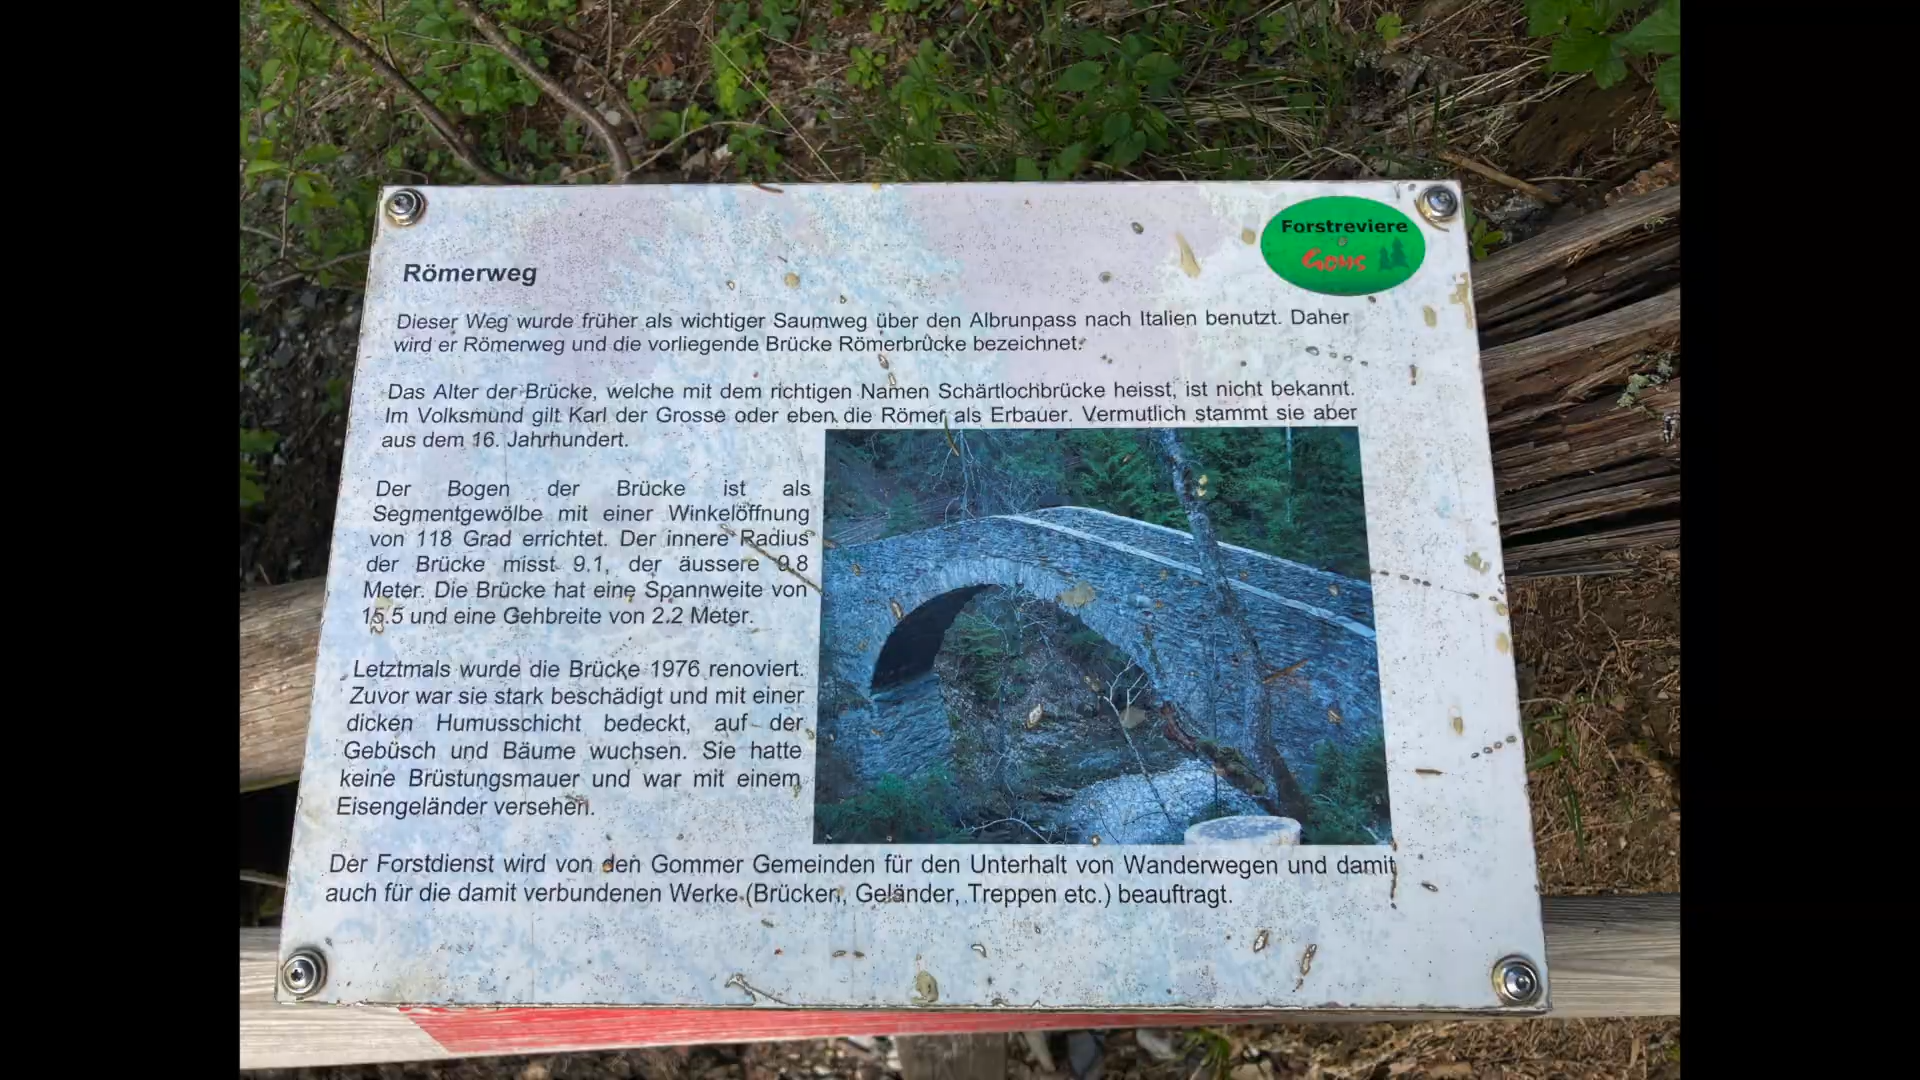 Forstreviere
Goms
Römerweg
Dieser Weg wurde früher als wichtiger Saumweg über den Albrunpass nach Italien benutzt. Daher
wird er Römerweg und die vorliegende Brücke Römerbrücke bezeichnet.
Das Alter der Brücke, welche mit dem richtigen Namen Schärtlochbrücke heisst, ist nicht bekannt.
Im Volksmund gilt Karl der Grosse oder eben die Römer als Erbauer. Vermutlich stammt sie aber
aus dem 16. Jahrhundert.
Der Bogen der Brücke ist als
Segmentgewölbe mit einer Winkelöffnung
von 118 Grad errichtet. Der innere Radius
der Brücke misst 9.1, der äussere 9.8
Meter. Die Brücke hat eine Spannweite von
15.5 und eine Gehbreite von 2.2 Meter.
Letztmals wurde die Brücke 1976 renoviert.
Zuvor war sie stark beschädigt und mit einer
dicken Humusschicht bedeckt, auf der
Gebüsch und Bäume wuchsen. Sie hatte
keine Brüstungsmauer und war mit einem
Eisengeländer versehen.
Der Forstdienst wird von den Gommer Gemeinden für den Unterhalt von Wanderwegen und damit
auch für die damit verbundenen Werke (Brücken, Geländer, Treppen etc.) beauftragt.